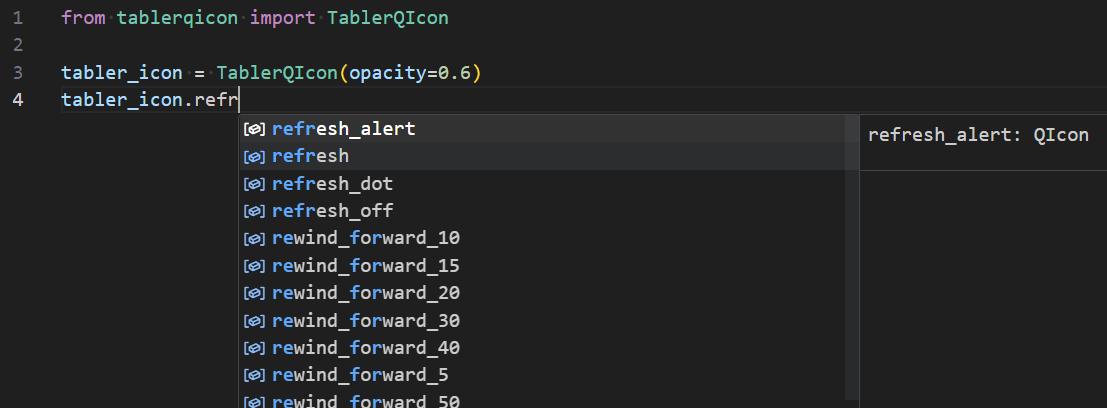 1 from tablerqicon import TablerQIcon
2
3 tabler_icon = TablerQIcon(opacity=0.6)
4 tabler_icon.refr
refresh_alert
refresh_alert: QIcon
refresh
refresh_dot
refresh_off
rewind_forward_10
rewind_forward_15
rewind_forward_20
rewind_forward_30
rewind_forward_40
rewind_forward_5
rewind_forward_50